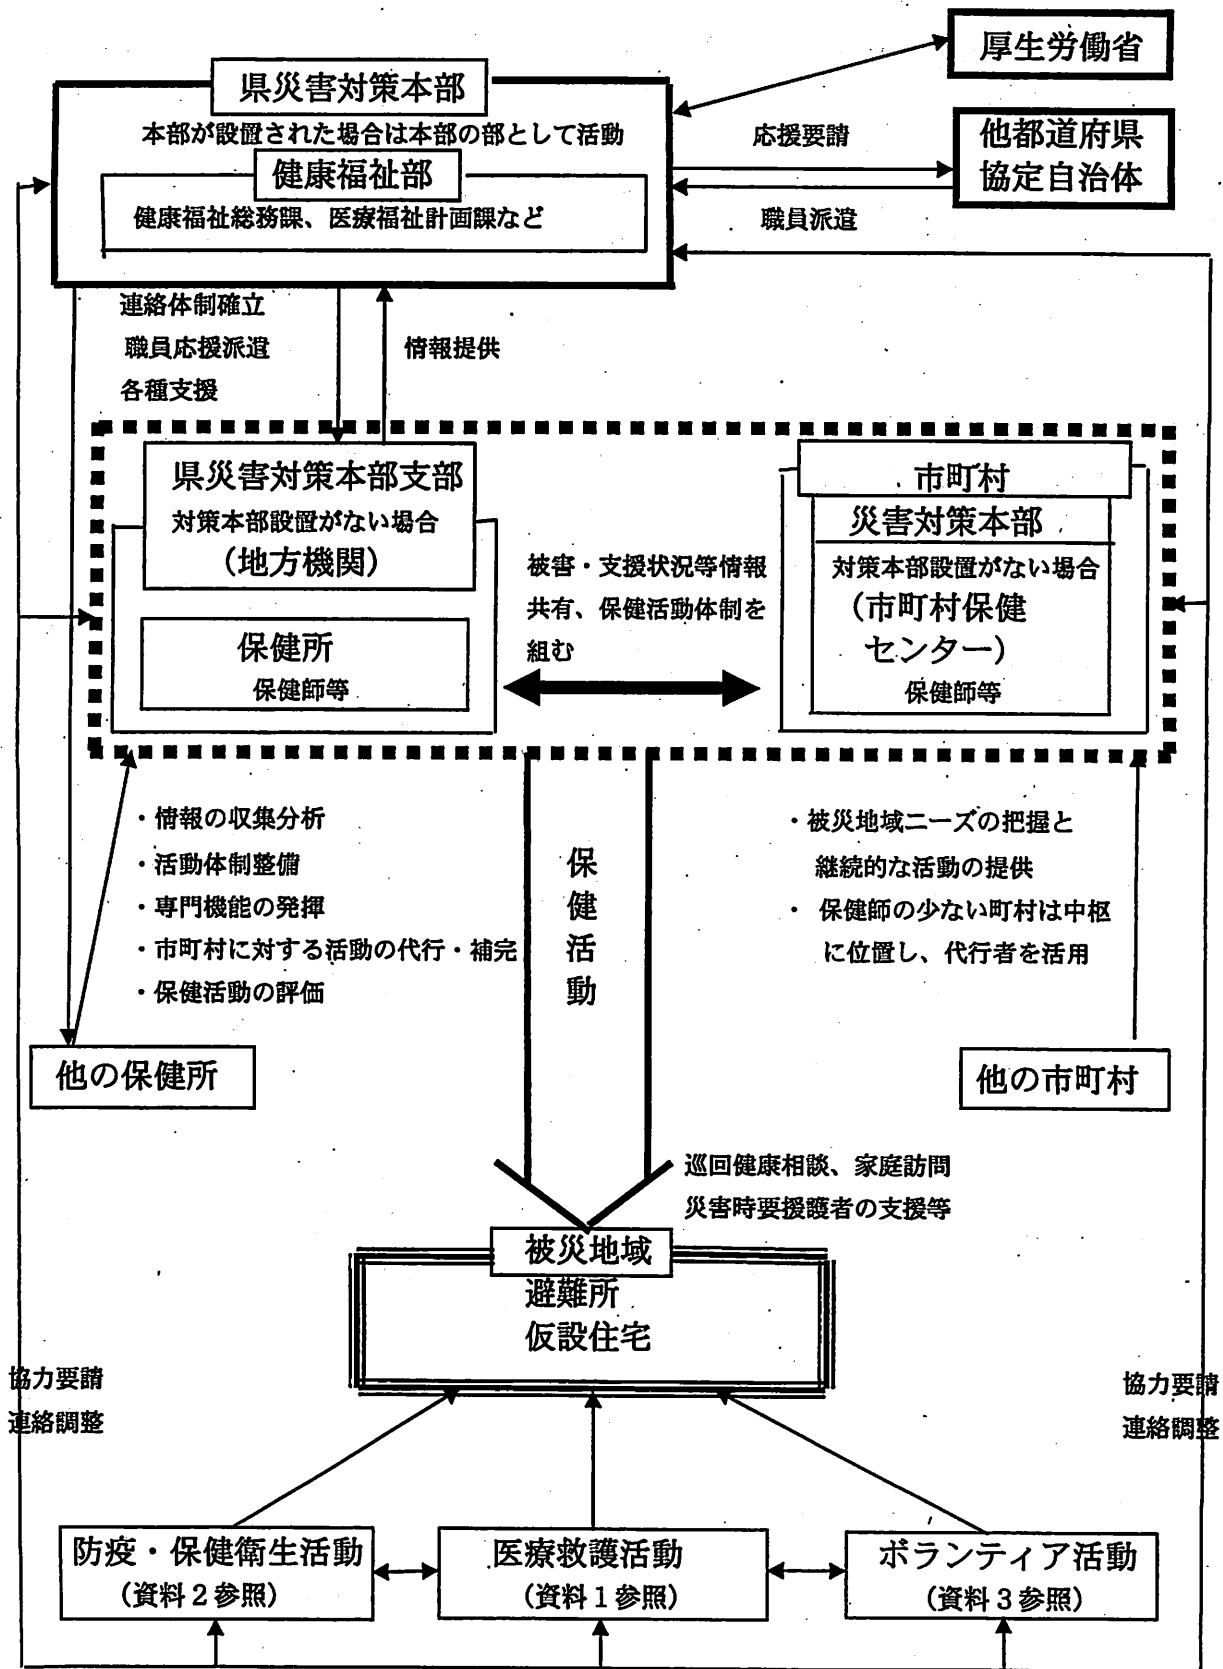 厚生労働省
県災害対策本部
本部が設置された場合は本部の部として活動
健康福祉部
健康福祉総務課、医療福祉計画課など
応援要請
他都道府県
協定自治体
職員派遣
連絡体制確立
職員応援派遣
各種支援
情報提供
県災害対策本部支部
対策本部設置がない場合
（地方機関）
保健所
保健師等
被害・支援状況等情報
共有、保健活動体制を
組む
市町村
災害対策本部
対策本部設置がない場合
（市町村保健
センター）
保健師等
・情報の収集分析
・活動体制整備
・専門機能の発揮
・市町村に対する活動の代行・補完
・保健活動の評価
保健活動
・被災地域ニーズの把握と
継続的な活動の提供
・ 保健師の少ない町村は中枢
に位置し、代行者を活用
他の保健所
他の市町村
巡回健康相談、家庭訪問
災害時要援護者の支援等
被災地域
避難所
仮設住宅
協力要請
連絡調整
協力要請
連絡調整
防疫・保健衛生活動
（資料２参照）
医療救護活動
（資料１参照）
ボランティア活動
（資料３参照）